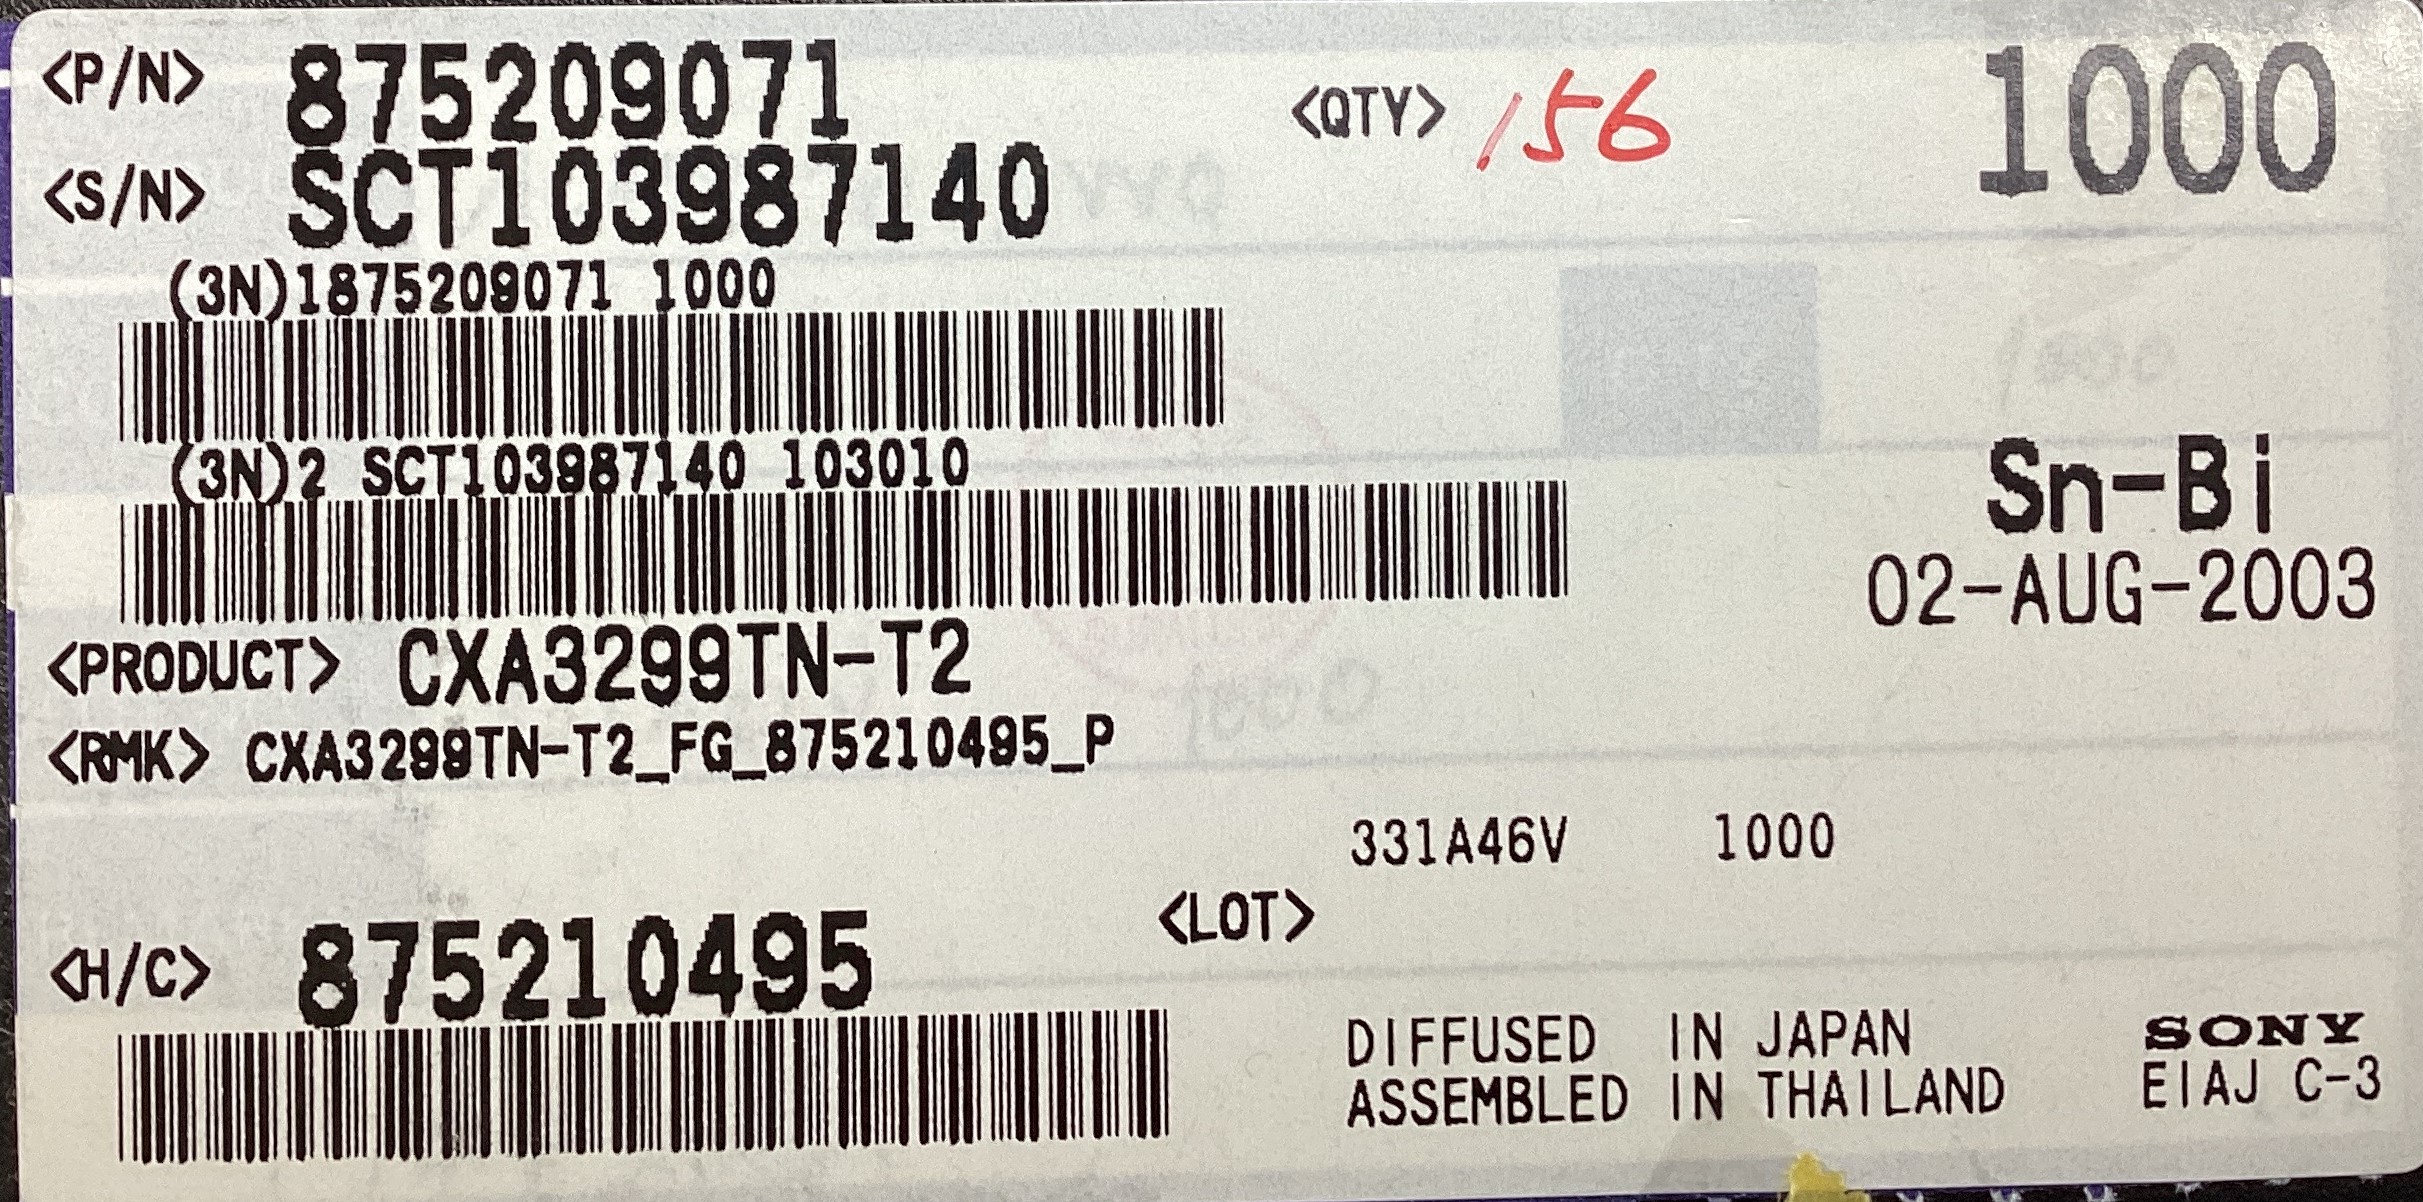 <P/N> 875209071 <QTY> 156 1000
<S/N> SCT103987140
(3N)1875209071 1000
(3N)2 SCT103987140 103010
Sn-Bi
02-AUG-2003
<PRODUCT> CXA3299TN-T2
<RMK> CXA3299TN-T2_FG_875210495_P
331A46V 1000
<LOT>
<H/C> 875210495
DIFFUSED IN JAPAN SONY
ASSEMBLED IN THAILAND EIAJ C-3